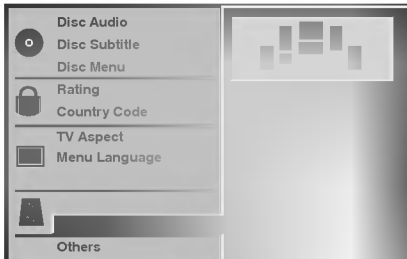 Disc Audio
Disc Subtitle
Disc Menu
Rating
Country Code
TV Aspect
Menu Language
Others